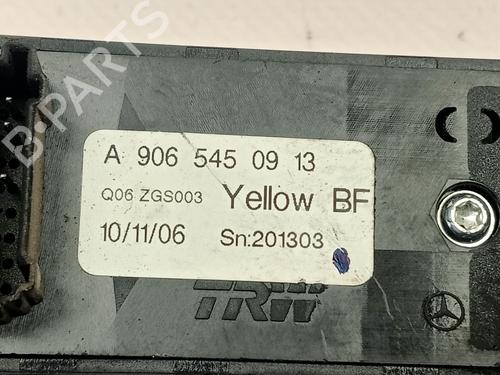 B-PARTS
A 906 545 09 13
Q06 ZGS003 Yellow BF
10/11/06 Sn:201303
TRW